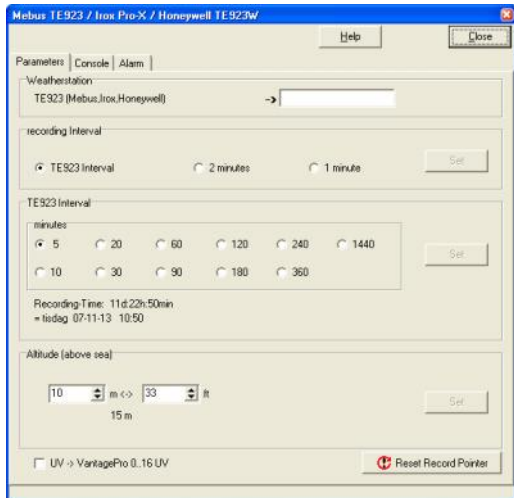 Mebus TE923 / Irox Pro-X / Honeywell TE923W
Help
Close
Parameters
Console
Alarm
Weatherstation
TE923 (Mebus,Irox,Honeywell)
->
recording Interval
TE923 Interval
2 minutes
1 minute
Set
TE923 Interval
minutes
5 20 60 120 240 1440
10 30 90 180 360
Set
Recording-Time: 11d:22h:50min
= tisdag 07-11-13 10:50
Altitude (above sea)
10 m <-> 33 ft
15 m
Set
UV -> VantagePro 0..16 UV
Reset Record Pointer